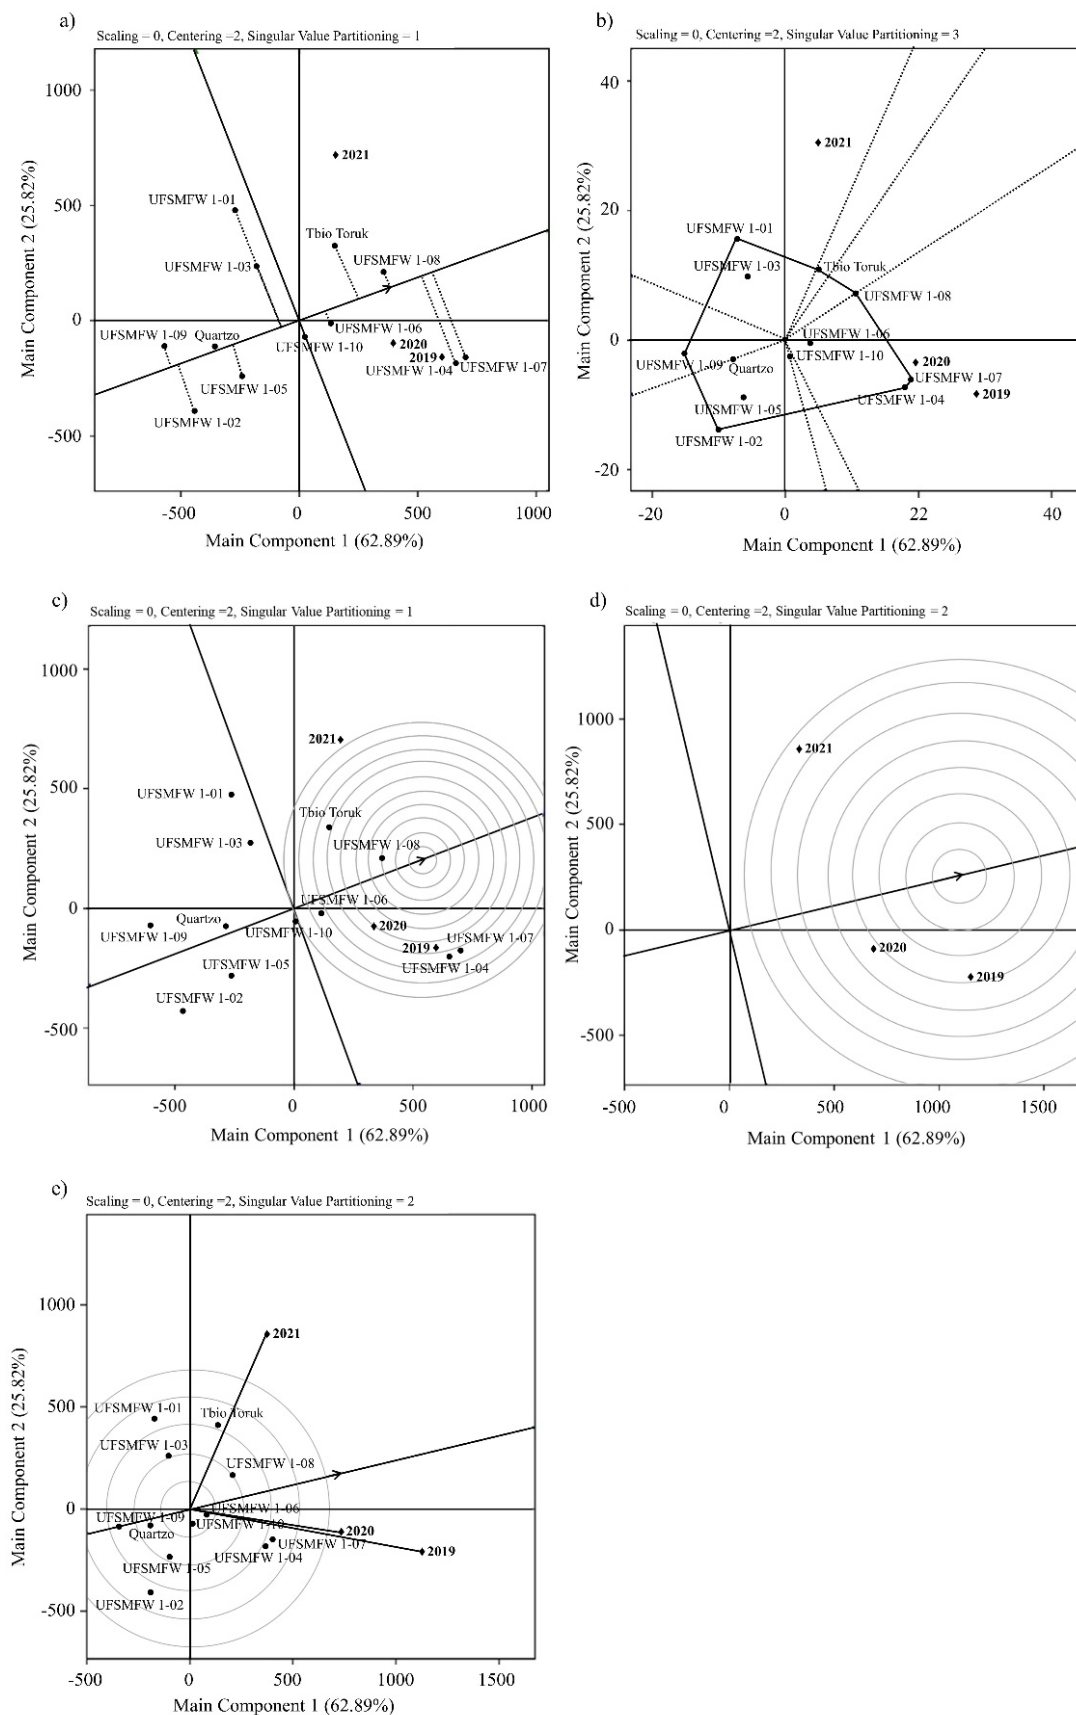 a)
Scaling = 0, Centering =2, Singular Value Partitioning = 1
Main Component 2 (25.82%)
1000
500
0
-500
2021
UFSMFW 1-01
Tbio Toruk
UFSMFW 1-03
UFSMFW 1-08
UFSMFW 1-09
Quartzo
UFSMFW 1-06
UFSMFW 1-10
2020
2019
UFSMFW 1-04
UFSMFW 1-07
UFSMFW 1-05
UFSMFW 1-02
-500
0
500
1000
Main Component 1 (62.89%)
b)
Scaling = 0, Centering =2, Singular Value Partitioning = 3
Main Component 2 (25.82%)
40
20
0
-20
2021
UFSMFW 1-01
UFSMFW 1-03
Tbio Toruk
UFSMFW 1-08
UFSMFW 1-06
UFSMFW 1-10
UFSMFW 1-09
Quartzo
2020
UFSMFW 1-07
UFSMFW 1-04
2019
UFSMFW 1-05
UFSMFW 1-02
-20
0
22
40
Main Component 1 (62.89%)
c)
Scaling = 0, Centering =2, Singular Value Partitioning = 1
Main Component 2 (25.82%)
1000
500
0
-500
2021
UFSMFW 1-01
Tbio Toruk
UFSMFW 1-03
UFSMFW 1-08
UFSMFW 1-06
Quartzo
UFSMFW 1-09
UFSMFW 1-10
2020
2019
UFSMFW 1-07
UFSMFW 1-04
UFSMFW 1-05
UFSMFW 1-02
-500
0
500
1000
Main Component 1 (62.89%)
d)
Scaling = 0, Centering =2, Singular Value Partitioning = 2
Main Component 2 (25.82%)
1000
500
0
-500
2021
2020
2019
-500
0
500
1000
1500
Main Component 1 (62.89%)
e)
Scaling = 0, Centering =2, Singular Value Partitioning = 2
Main Component 2 (25.82%)
1000
500
0
-500
2021
UFSMFW 1-01
Tbio Toruk
UFSMFW 1-03
UFSMFW 1-08
UFSMFW 1-06
UFSMFW 1-09
UFSMFW 1-10
Quartzo
2020
UFSMFW 1-07
2019
UFSMFW 1-04
UFSMFW 1-05
UFSMFW 1-02
-500
0
500
1000
1500
Main Component 1 (62.89%)